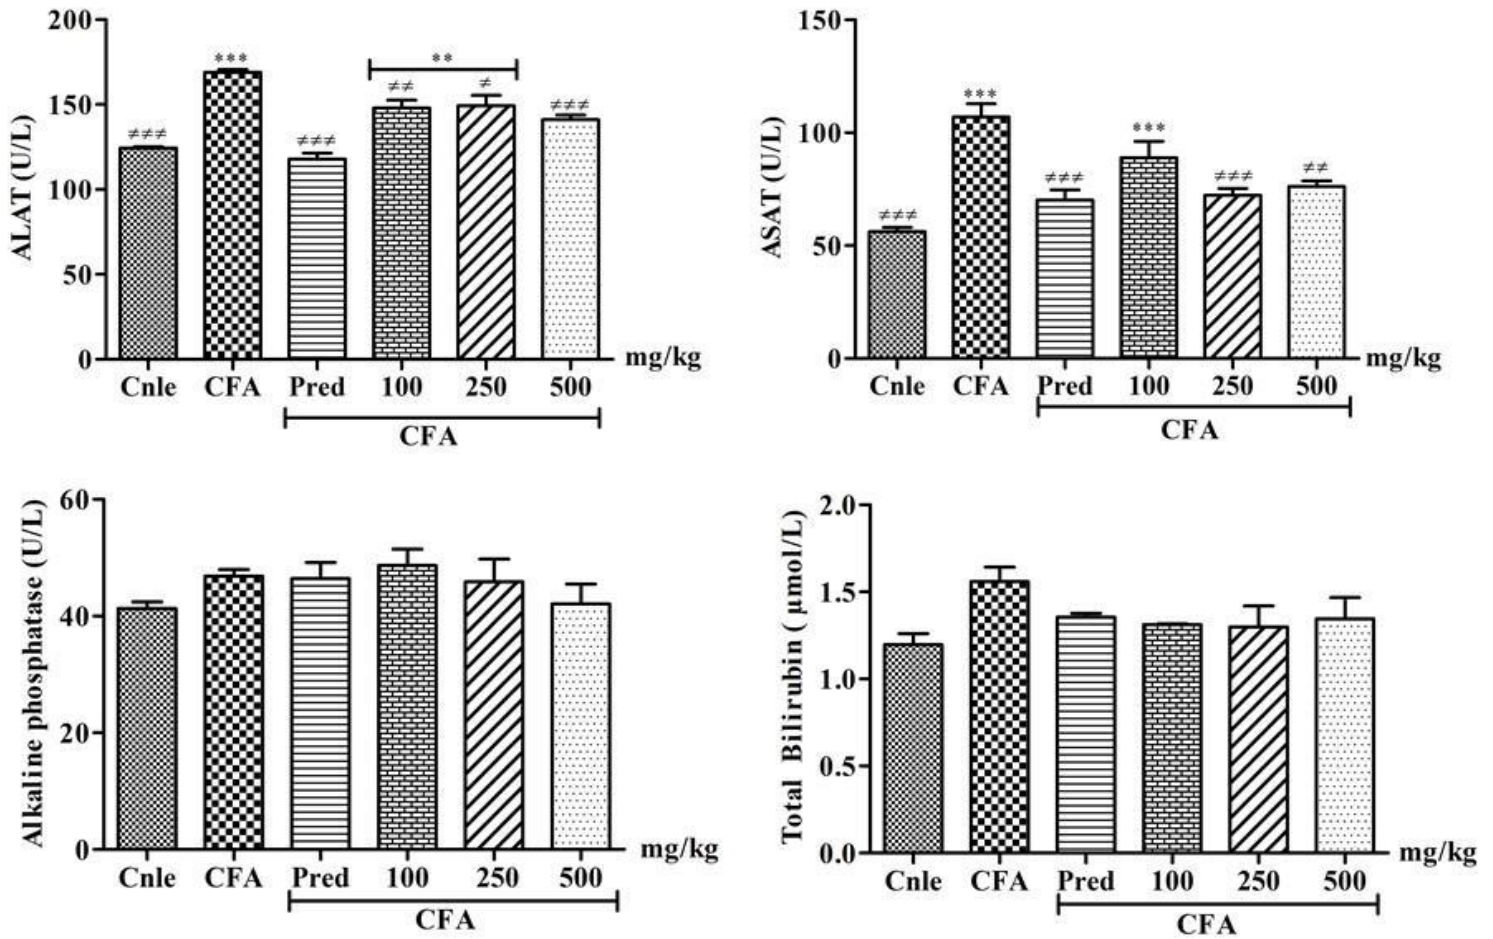 ALAT (U/L)
200
150
100
50
0
≠≠≠
***
≠≠≠
**
≠≠
≠
≠≠≠
Cnle CFA Pred 100 250 500
mg/kg
CFA
ASAT (U/L)
150
100
50
0
≠≠≠
***
≠≠≠
***
≠≠≠
≠≠
Cnle CFA Pred 100 250 500
mg/kg
CFA
Alkaline phosphatase (U/L)
60
40
20
0
Cnle CFA Pred 100 250 500
mg/kg
CFA
Total Bilirubin ( µmol/L)
2.0
1.5
1.0
0.5
0.0
Cnle CFA Pred 100 250 500
mg/kg
CFA